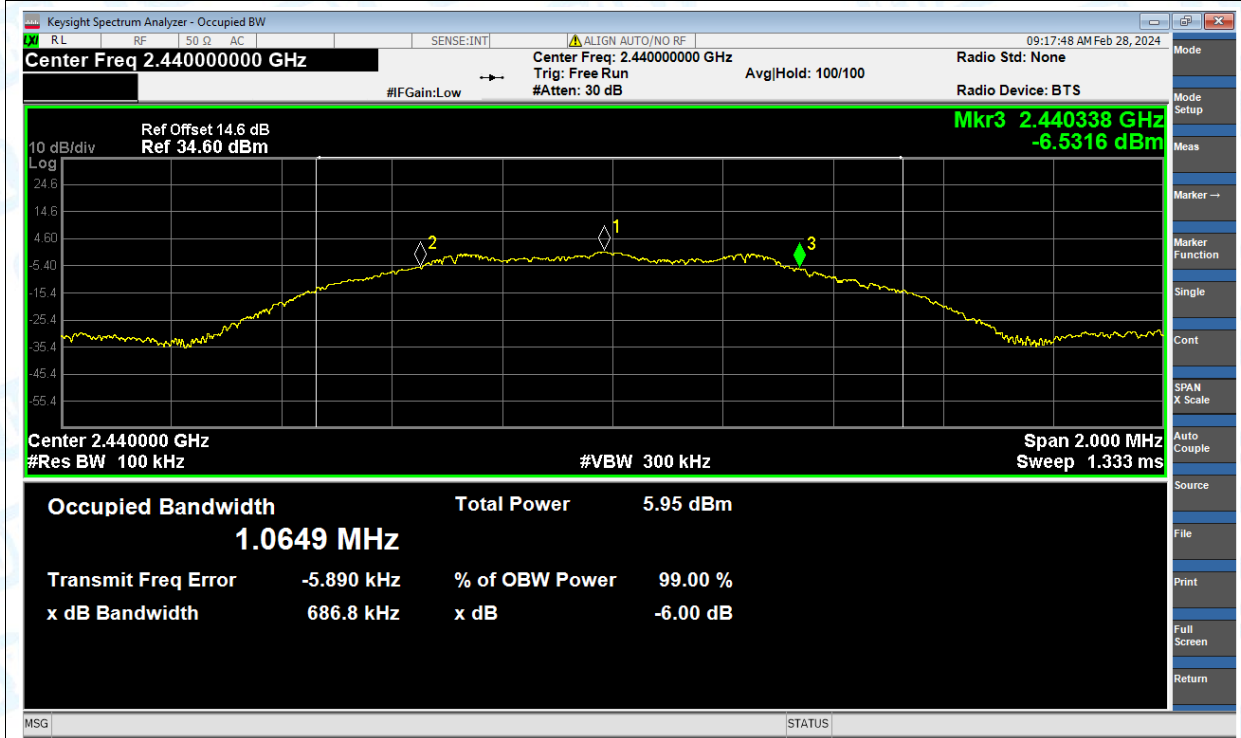 Keysight Spectrum Analyzer - Occupied BW
LXI RL RF 50 Ω AC SENSE:INT ALIGN AUTO/NO RF 09:17:48 AM Feb 28, 2024
Center Freq 2.440000000 GHz
Center Freq: 2.440000000 GHz
Radio Std: None
Trig: Free Run Avg|Hold: 100/100
#IFGain:Low #Atten: 30 dB Radio Device: BTS
Mkr3 2.440338 GHz
-6.5316 dBm
Ref Offset 14.6 dB
10 dB/div Ref 34.60 dBm
Log
24.6
14.6
4.60
-5.40
-15.4
-25.4
-35.4
-45.4
-55.4
1
2
3
Center 2.440000 GHz Span 2.000 MHz
#Res BW 100 kHz #VBW 300 kHz Sweep 1.333 ms
Occupied Bandwidth Total Power 5.95 dBm
1.0649 MHz
Transmit Freq Error -5.890 kHz % of OBW Power 99.00 %
x dB Bandwidth 686.8 kHz x dB -6.00 dB
Mode
Mode
Setup
Meas
Marker →
Marker
Function
Single
Cont
SPAN
X Scale
Auto
Couple
Source
File
Print
Full
Screen
Return
MSG STATUS